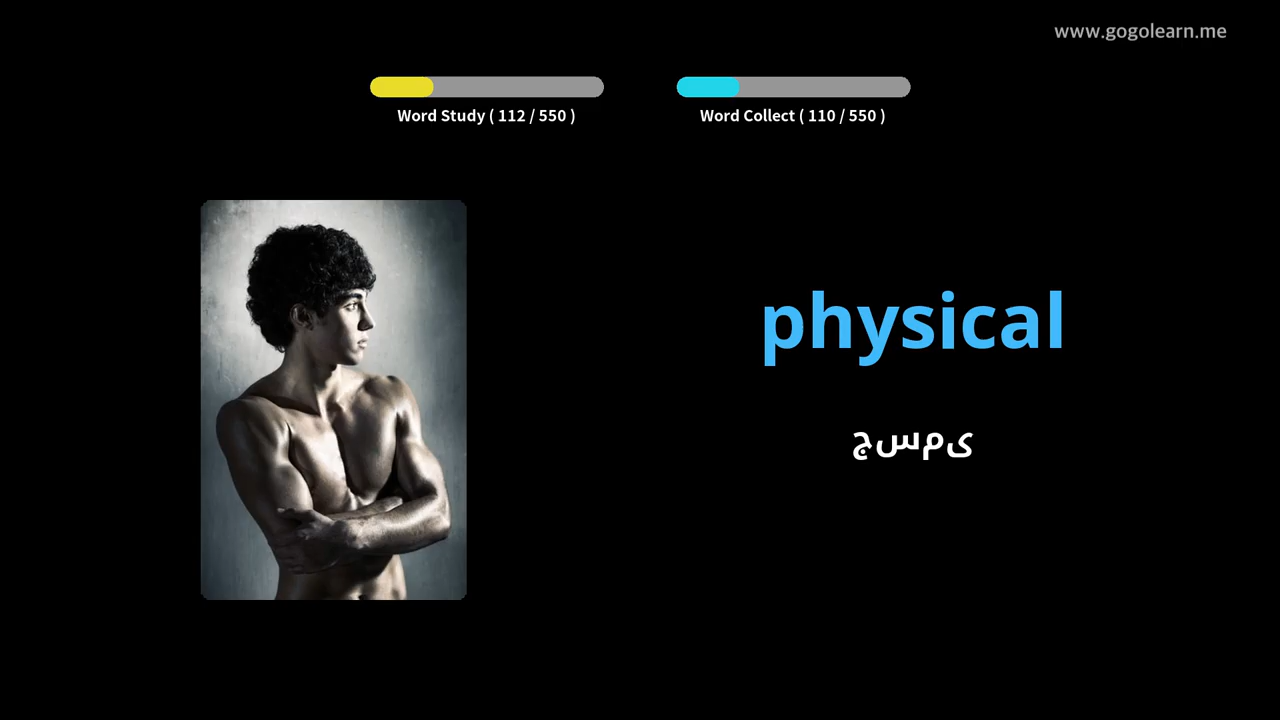 www.gogolearn.me
Word Study ( 112 / 550 )
Word Collect ( 110 / 550 )
physical
جسمی